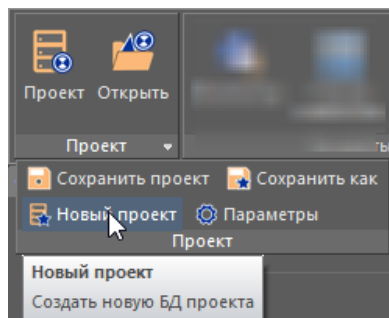 Проект Открыть
Проект
Сохранить проект Сохранить как
Новый проект Параметры
Проект
Новый проект
Создать новую БД проекта